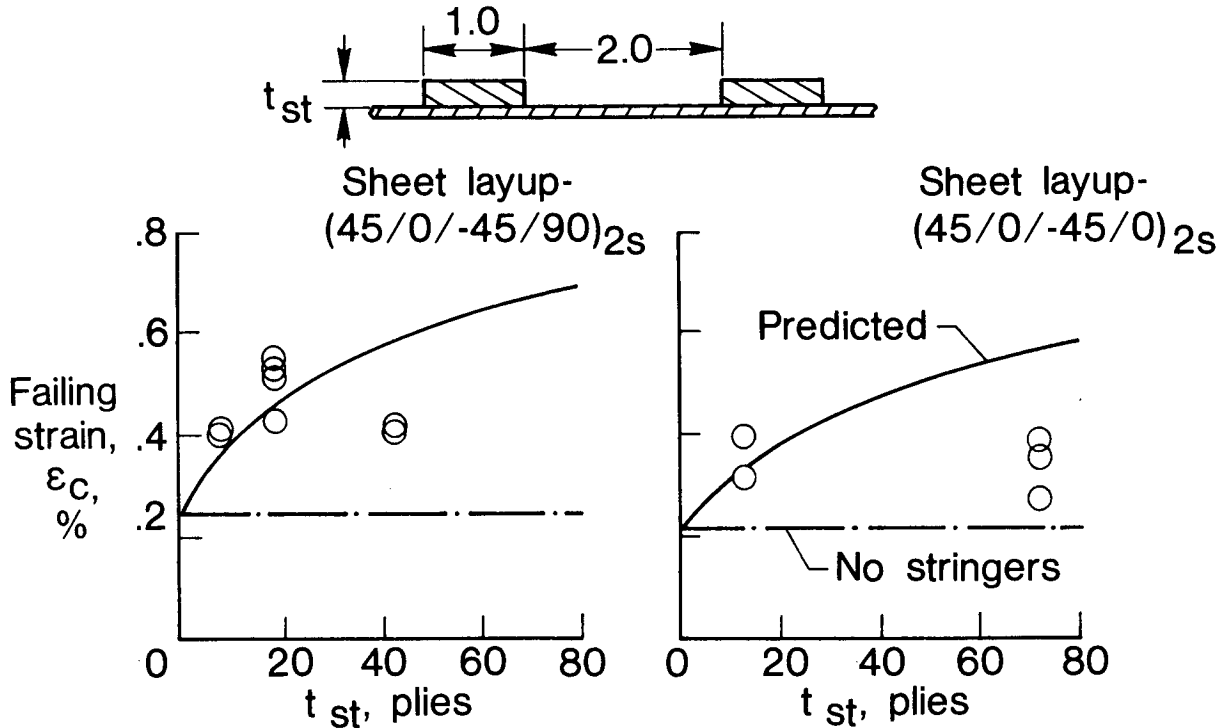 1.0
2.0
t st
Sheet layup-
(45/0/-45/90)2s
Sheet layup-
(45/0/-45/0)2s
.8
.6
.4
.2
0
Failing
strain,
εc,
%
20
40
60
80
t st, plies
Predicted
No stringers
0
20
40
60
80
t st, plies